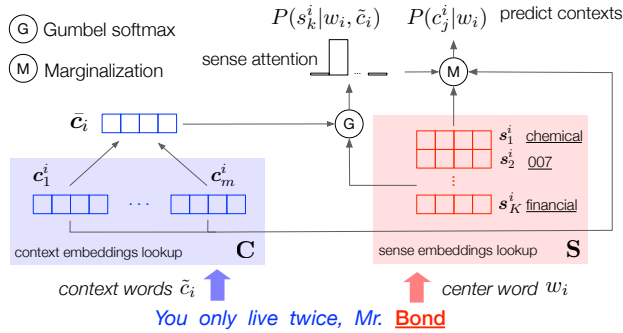 P(s_k^i|w_i, c̃_i)
P(c_j^i|w_i)
predict contexts
G Gumbel softmax
M Marginalization
sense attention
...
M
c̄_i
G
s_1^i chemical
s_2^i 007
⋮
s_K^i financial
c_1^i
c_m^i
. . .
context embeddings lookup C
sense embeddings lookup S
context words c̃_i
center word w_i
You only live twice, Mr. Bond